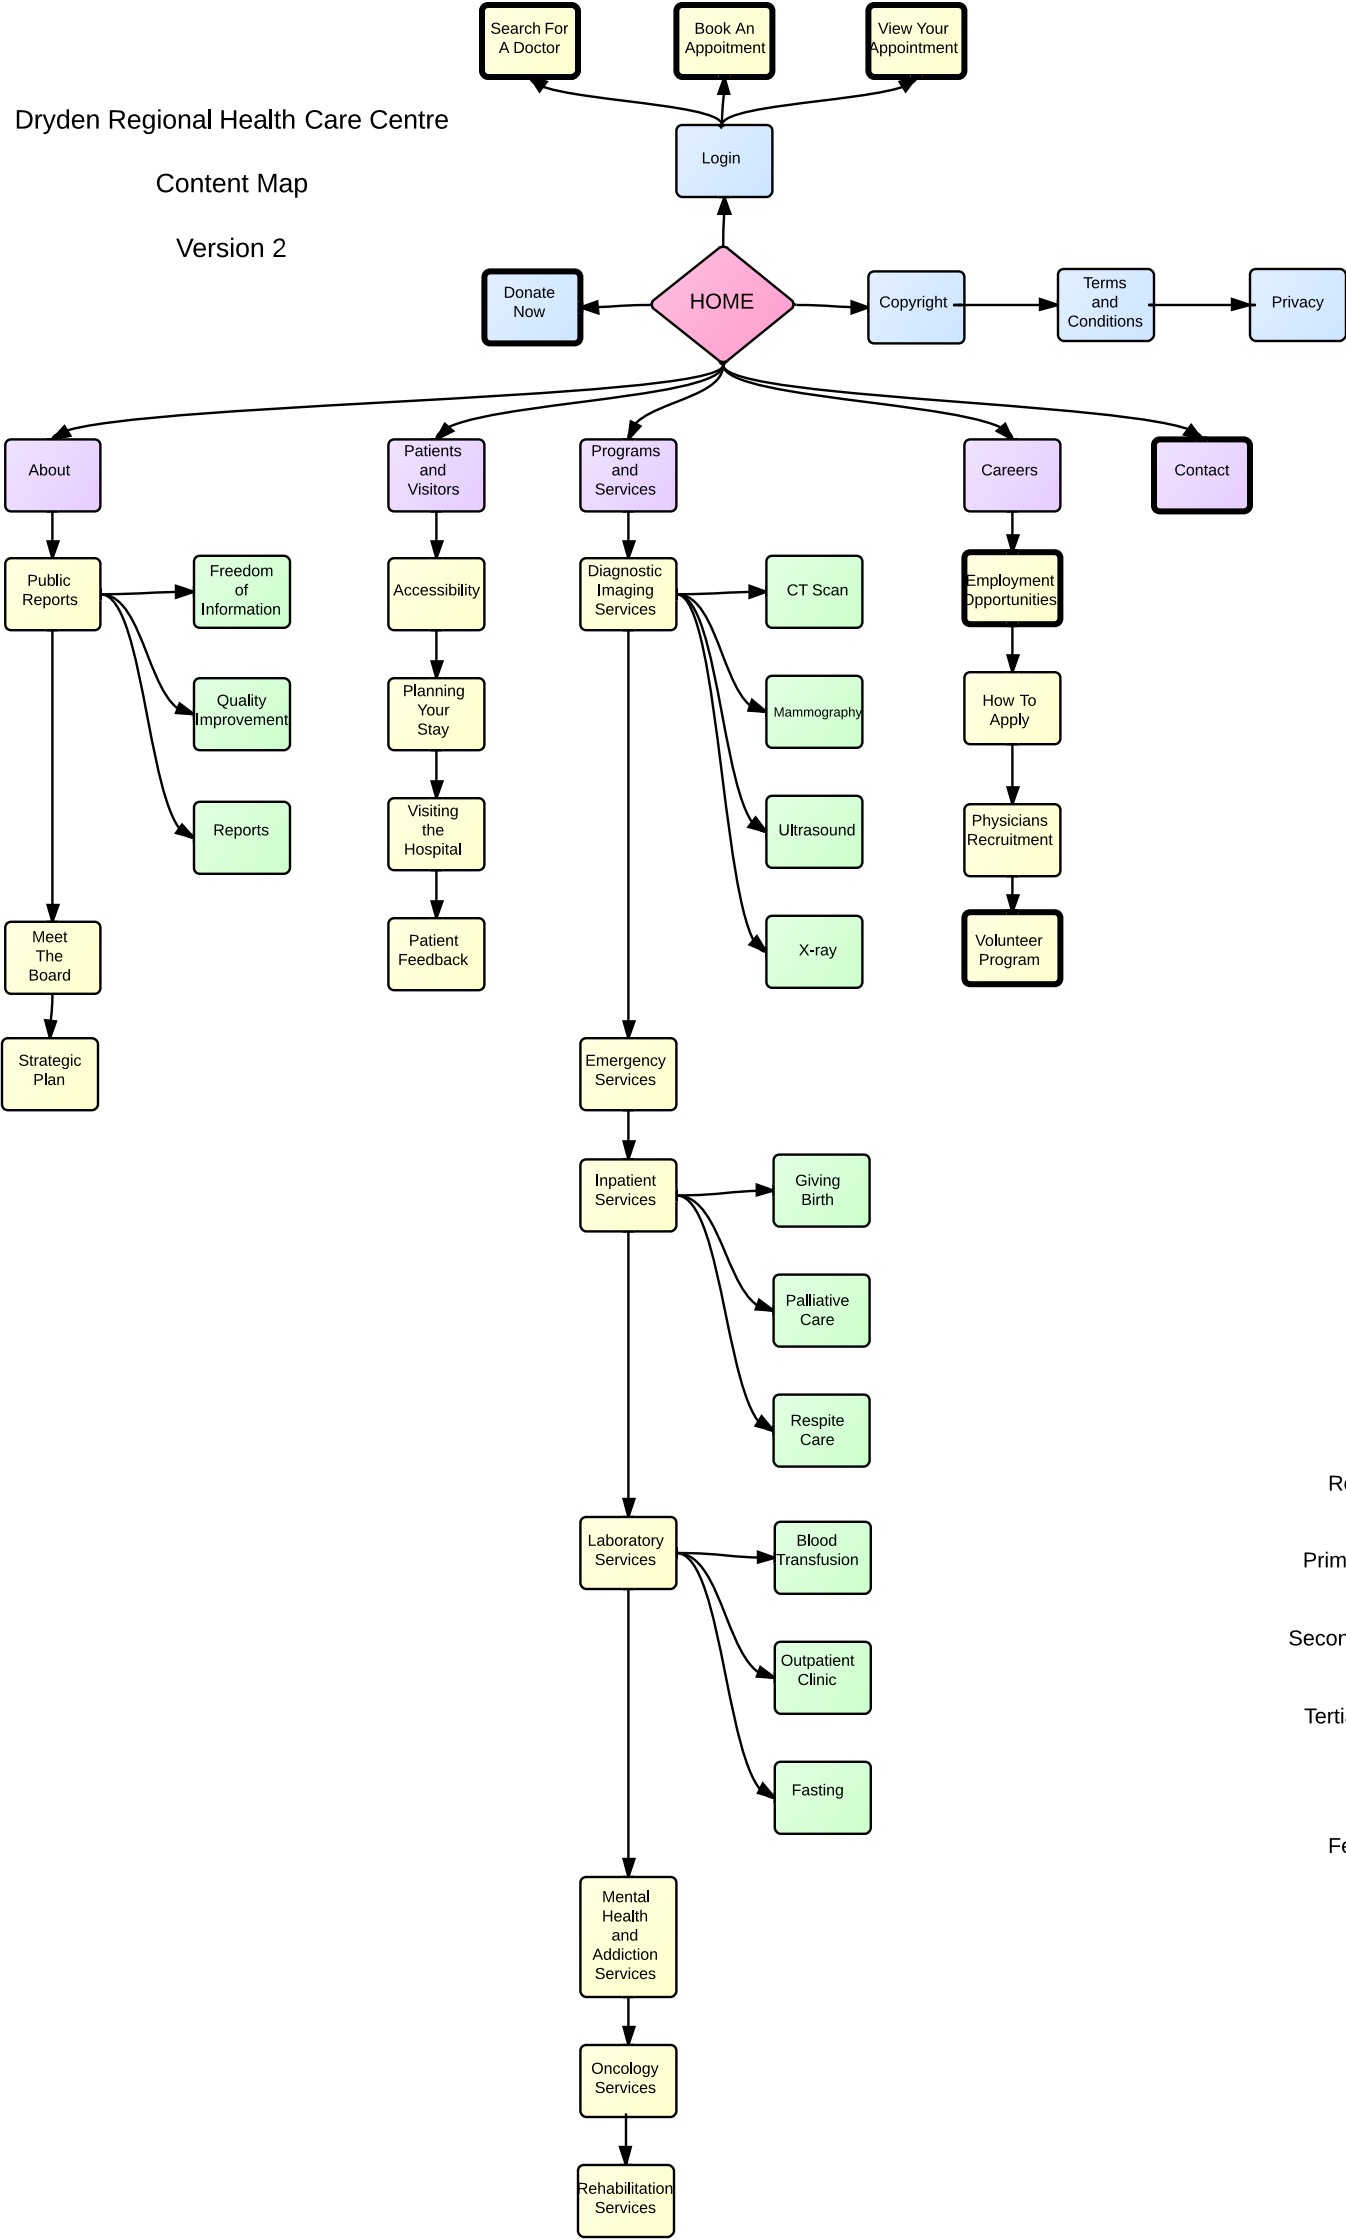 Search For
A Doctor
Book An
Appoitment
View Your
Appointment
Dryden Regional Health Care Centre
Content Map
Version 2
Login
Donate
Now
HOME
Copyright
Terms
and
Conditions
Privacy
About
Patients
and
Visitors
Programs
and
Services
Careers
Contact
Public
Reports
Freedom
of
Information
Quality
Improvement
Reports
Meet
The
Board
Strategic
Plan
Accessibility
Planning
Your
Stay
Visiting
the
Hospital
Patient
Feedback
Diagnostic
Imaging
Services
CT Scan
Mammography
Ultrasound
X-ray
Employment
Opportunities
How To
Apply
Physicians
Recruitment
Volunteer
Program
Emergency
Services
Inpatient
Services
Giving
Birth
Palliative
Care
Respite
Care
Laboratory
Services
Blood
Transfusion
Outpatient
Clinic
Fasting
Mental
Health
and
Addiction
Services
Oncology
Services
Rehabilitation
Services